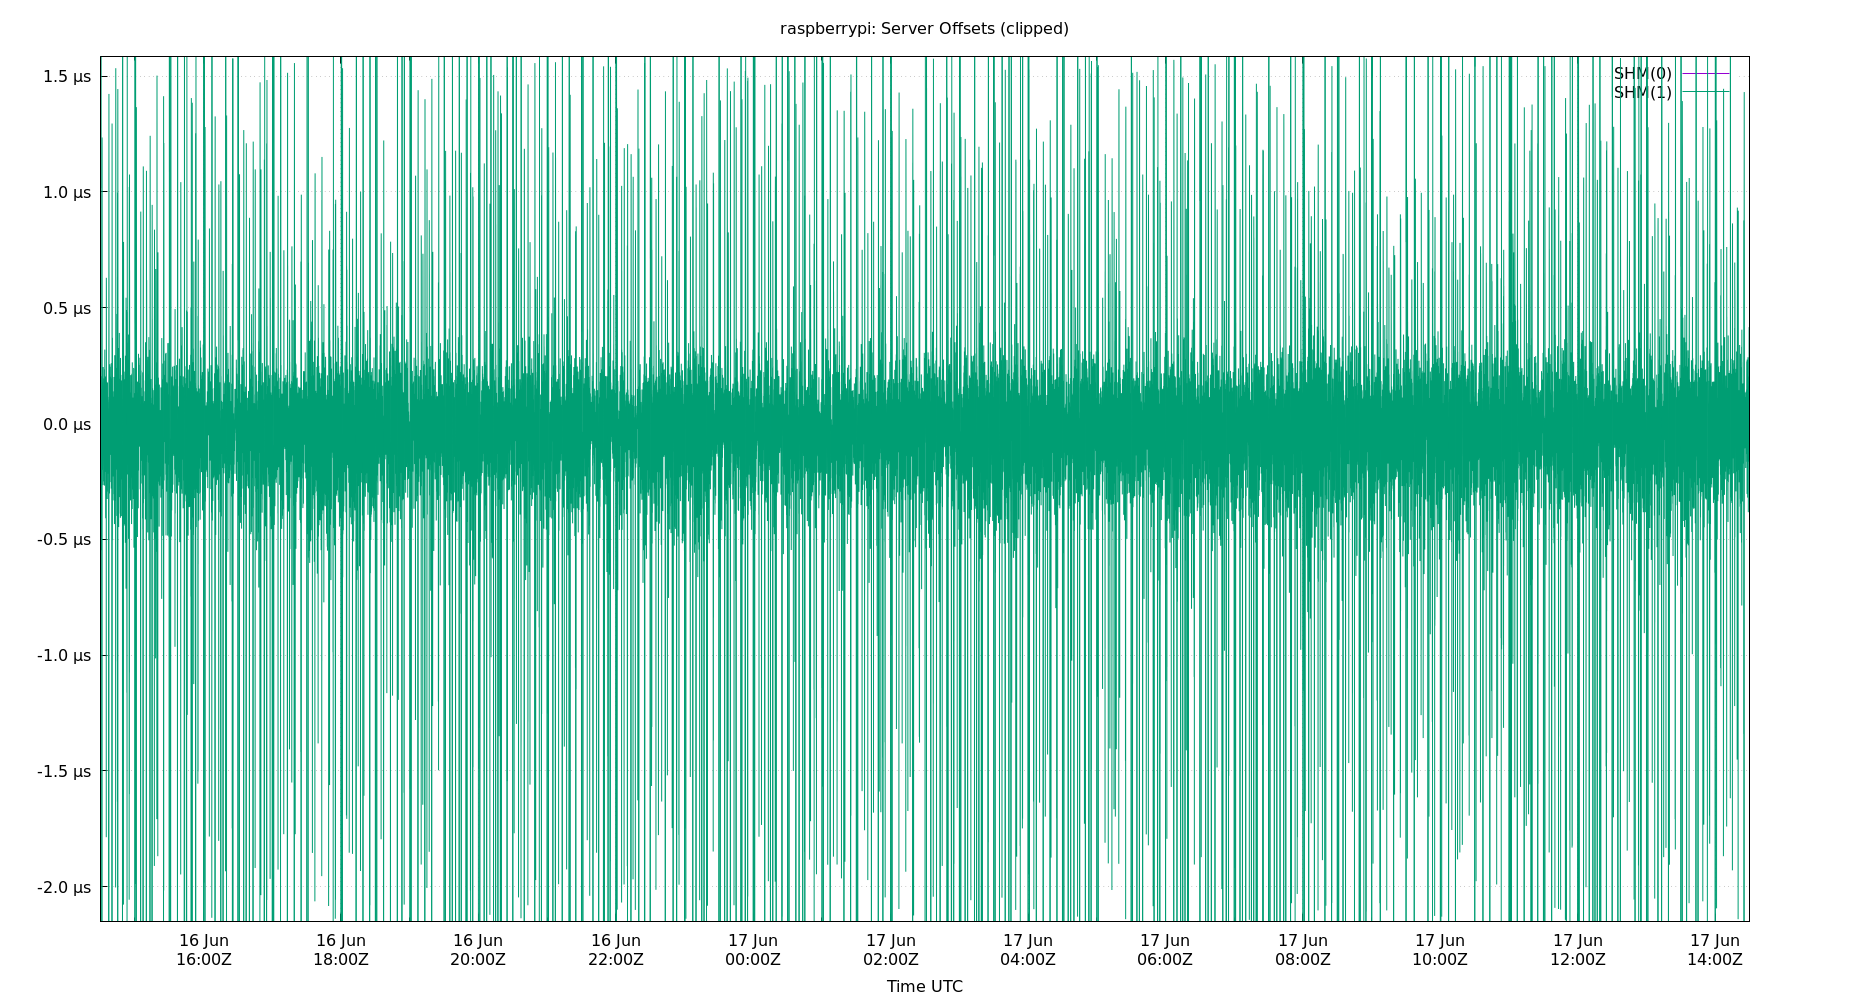 raspberrypi: Server Offsets (clipped)
1.5 µs
1.0 µs
0.5 µs
0.0 µs
-0.5 µs
-1.0 µs
-1.5 µs
-2.0 µs
SHM(0)
SHM(1)
16 Jun 16 Jun 16 Jun 16 Jun 17 Jun 17 Jun 17 Jun 17 Jun 17 Jun 17 Jun 17 Jun 17 Jun
16:00Z 18:00Z 20:00Z 22:00Z 00:00Z 02:00Z 04:00Z 06:00Z 08:00Z 10:00Z 12:00Z 14:00Z
Time UTC